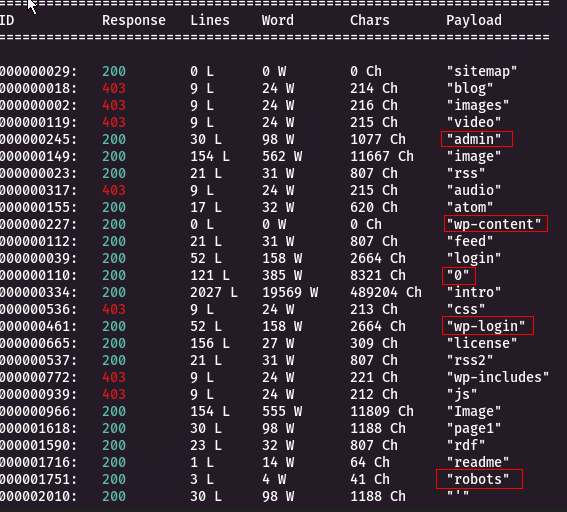 ==================================================================
ID Response Lines Word Chars Payload
==================================================================
000000029: 200 0 L 0 W 0 Ch "sitemap"
000000018: 403 9 L 24 W 214 Ch "blog"
000000002: 403 9 L 24 W 216 Ch "images"
000000119: 403 9 L 24 W 215 Ch "video"
000000245: 200 30 L 98 W 1077 Ch "admin"
000000149: 200 154 L 562 W 11667 Ch "image"
000000023: 200 21 L 31 W 807 Ch "rss"
000000317: 403 9 L 24 W 215 Ch "audio"
000000155: 200 17 L 32 W 620 Ch "atom"
000000227: 200 0 L 0 W 0 Ch "wp-content"
000000112: 200 21 L 31 W 807 Ch "feed"
000000039: 200 52 L 158 W 2664 Ch "login"
000000110: 200 121 L 385 W 8321 Ch "0"
000000334: 200 2027 L 19569 W 489204 Ch "intro"
000000536: 403 9 L 24 W 213 Ch "css"
000000461: 200 52 L 158 W 2664 Ch "wp-login"
000000665: 200 156 L 27 W 309 Ch "license"
000000537: 200 21 L 31 W 807 Ch "rss2"
000000772: 403 9 L 24 W 221 Ch "wp-includes"
000000939: 403 9 L 24 W 212 Ch "js"
000000966: 200 154 L 555 W 11809 Ch "Image"
000001618: 200 30 L 98 W 1188 Ch "page1"
000001590: 200 23 L 32 W 807 Ch "rdf"
000001716: 200 1 L 14 W 64 Ch "readme"
000001751: 200 3 L 4 W 41 Ch "robots"
000002010: 200 30 L 98 W 1188 Ch "'"